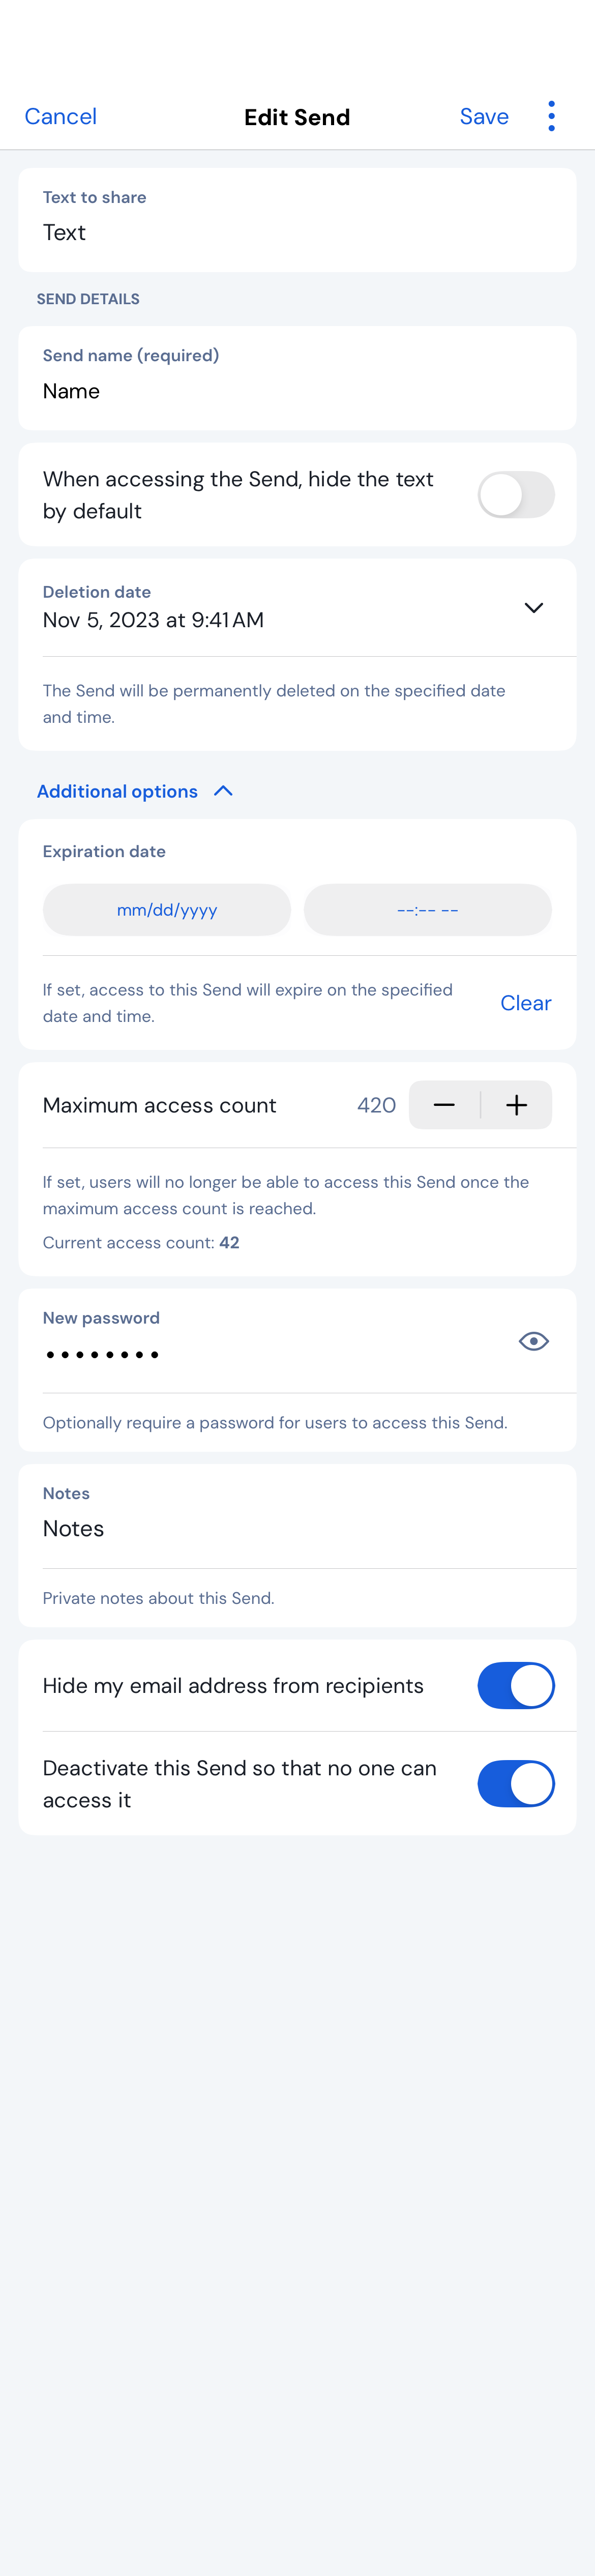 Cancel
Edit Send
Save
Text to share
Text
SEND DETAILS
Send name (required)
Name
When accessing the Send, hide the text
by default
Deletion date
Nov 5, 2023 at 9:41 AM
The Send will be permanently deleted on the specified date
and time.
Additional options
Expiration date
mm/dd/yyyy
--:-- --
If set, access to this Send will expire on the specified
date and time.
Clear
Maximum access count
420
If set, users will no longer be able to access this Send once the
maximum access count is reached.
Current access count: 42
New password
••••••••
Optionally require a password for users to access this Send.
Notes
Notes
Private notes about this Send.
Hide my email address from recipients
Deactivate this Send so that no one can
access it